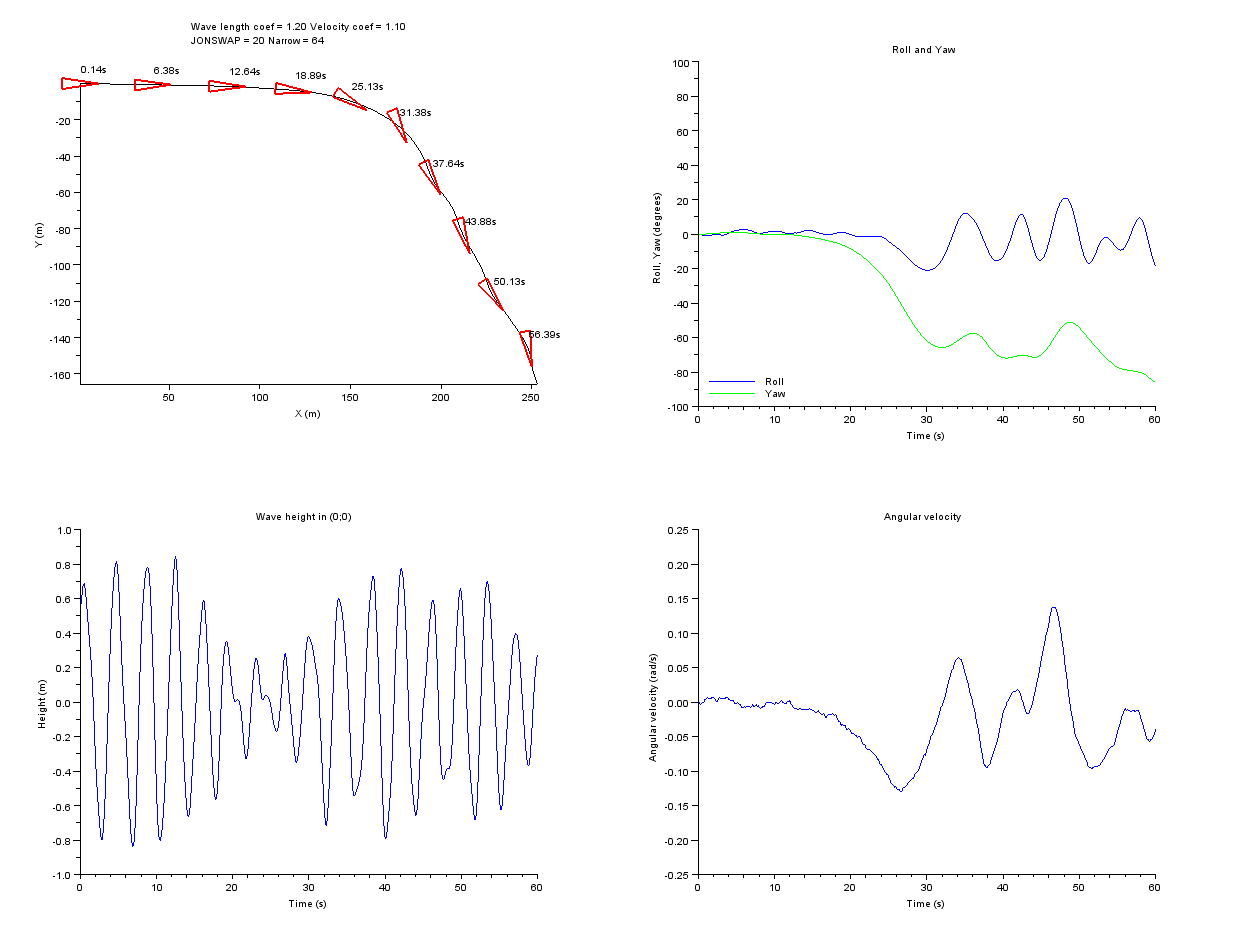 Wave length coef = 1.20 Velocity coef = 1.10
JONSWAP = 20 Narrow = 64
0.14s
6.38s
12.64s
18.89s
25.13s
31.38s
37.64s
43.88s
50.13s
56.39s
-20
-40
-60
-80
-100
-120
-140
-160
Y (m)
50
100
150
200
250
X (m)
Roll and Yaw
100
80
60
40
20
0
-20
-40
-60
-80
-100
Roll, Yaw (degrees)
Roll
Yaw
0
10
20
30
40
50
60
Time (s)
Wave height in (0;0)
1.0
0.8
0.6
0.4
0.2
0.0
-0.2
-0.4
-0.6
-0.8
-1.0
Height (m)
0
10
20
30
40
50
60
Time (s)
Angular velocity
0.25
0.20
0.15
0.10
0.05
0.00
-0.05
-0.10
-0.15
-0.20
-0.25
Angular velocity (rad/s)
0
10
20
30
40
50
60
Time (s)